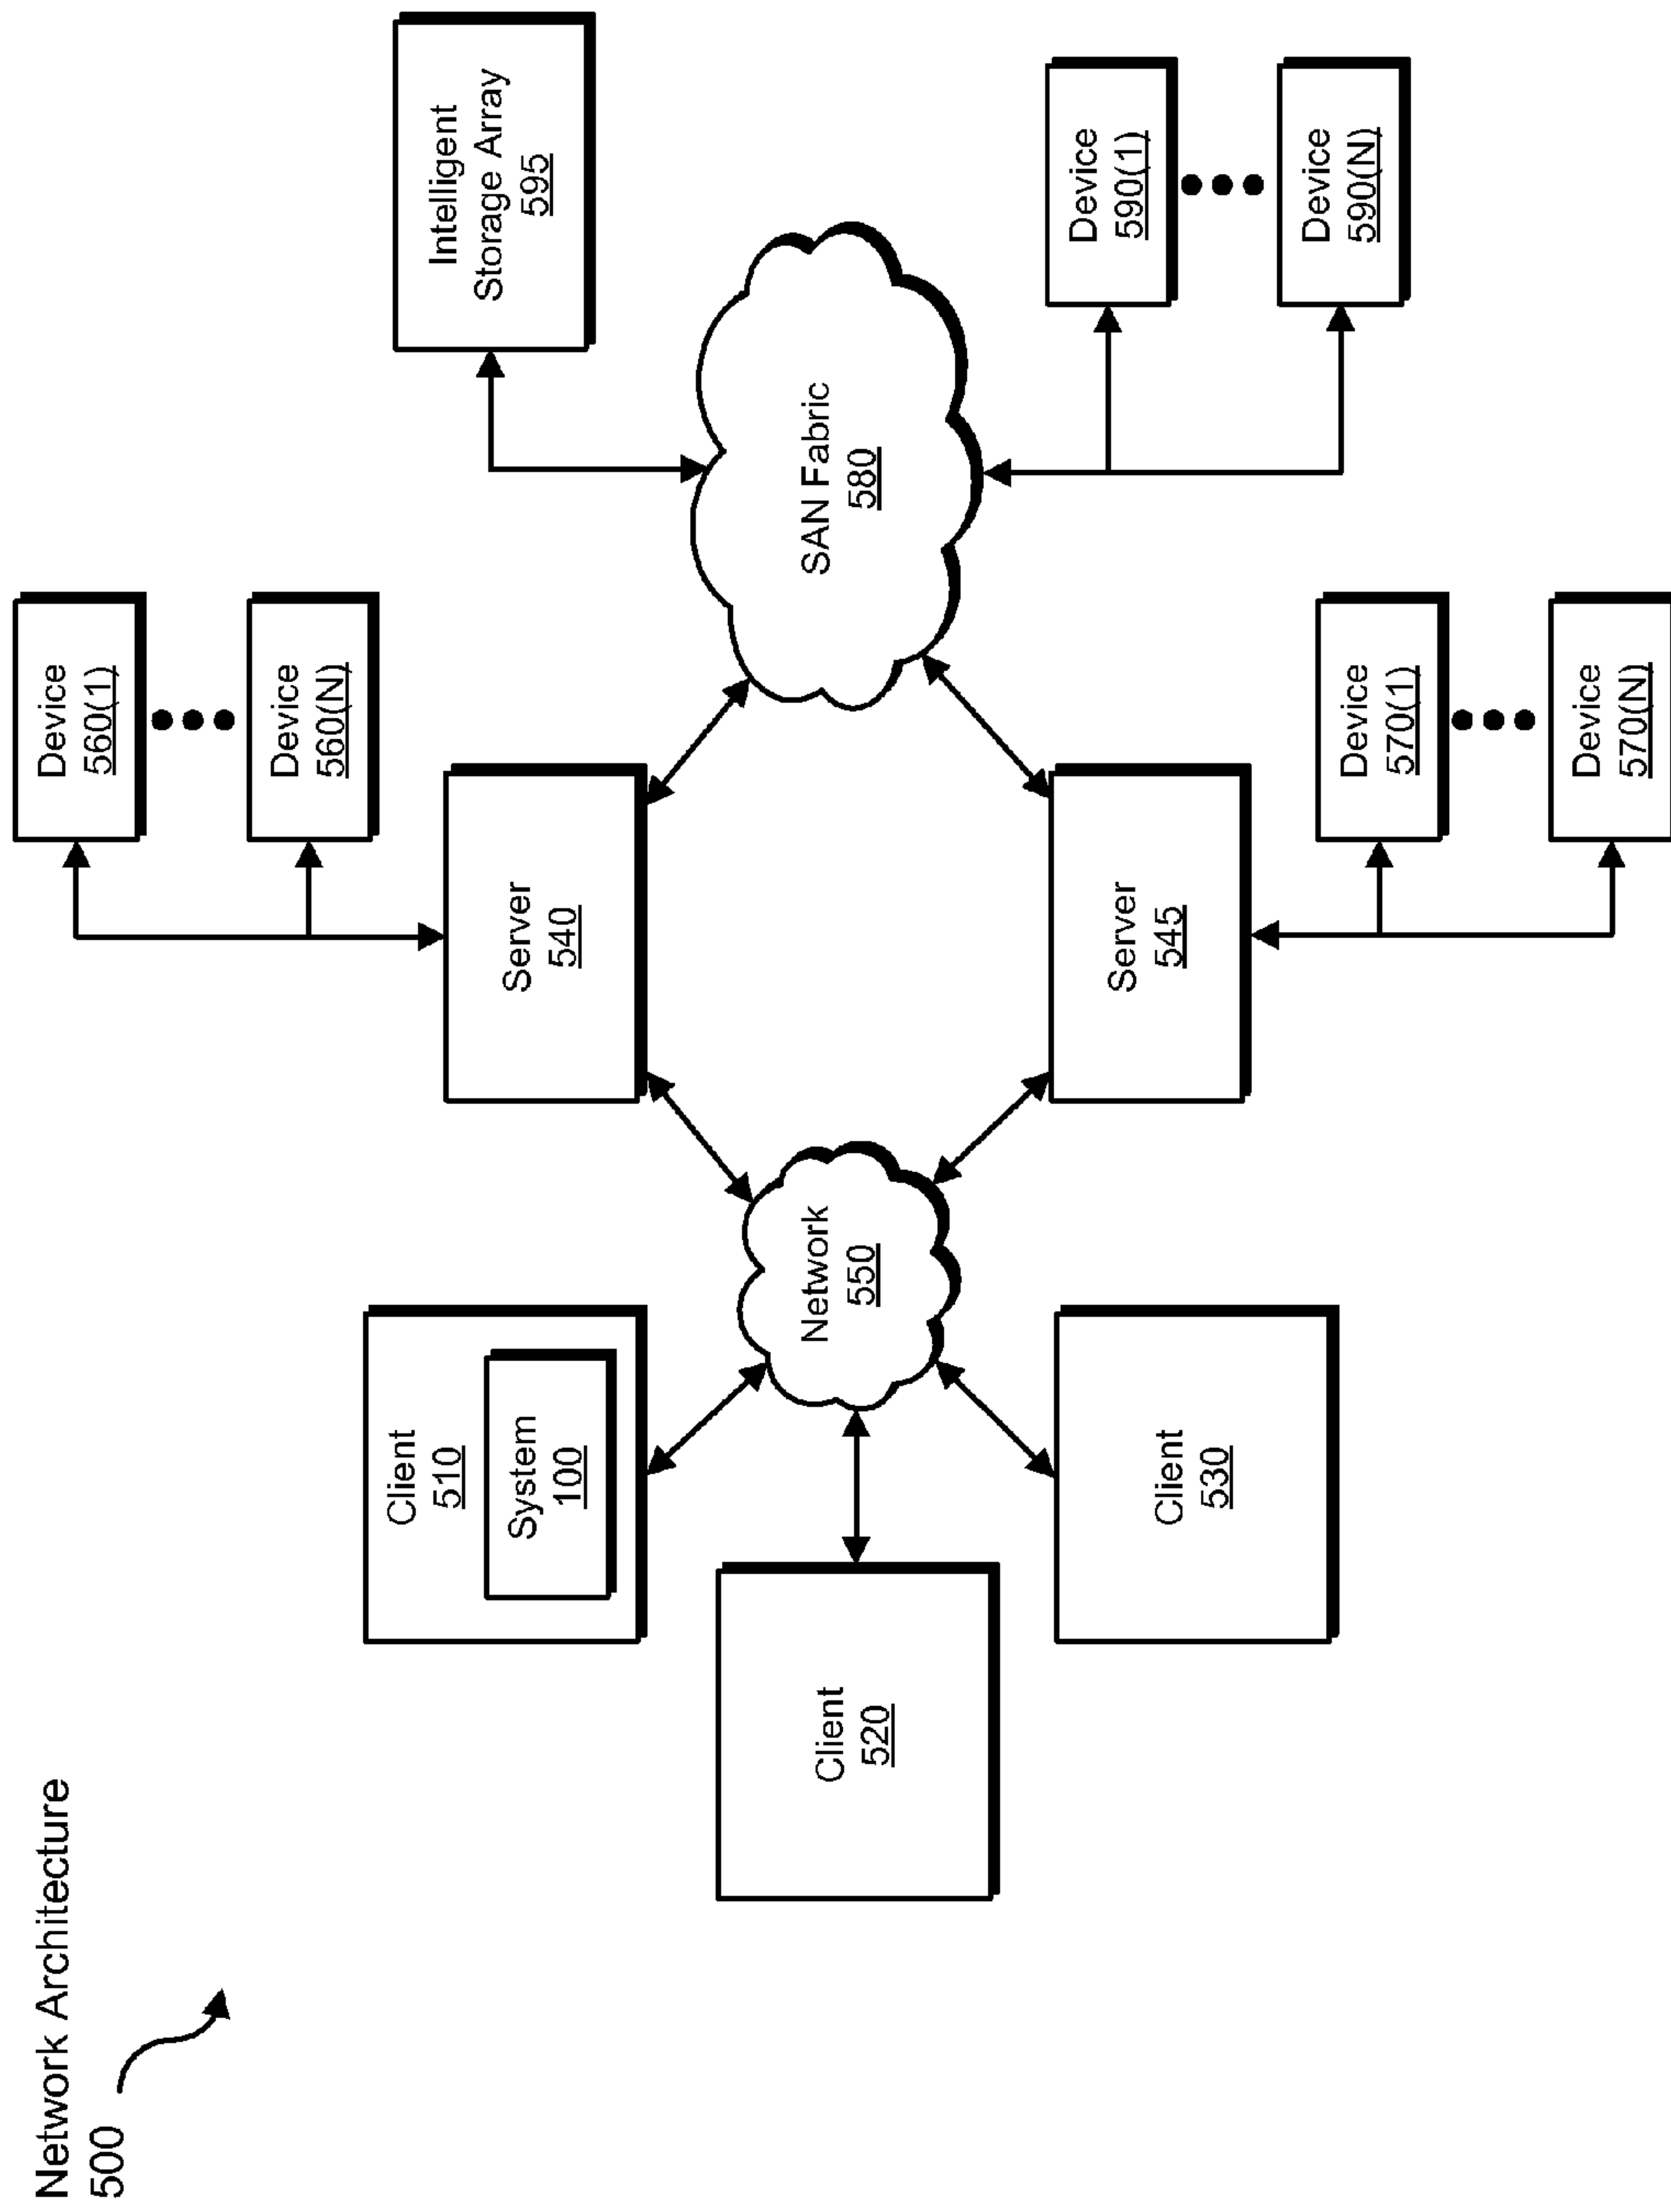 Network Architecture
500
Client
510
System
100
Client
520
Client
530
Network
550
Server
540
Server
545
Device
560(1)
Device
560(N)
Device
570(1)
Device
570(N)
SAN Fabric
580
Intelligent
Storage Array
595
Device
590(1)
Device
590(N)